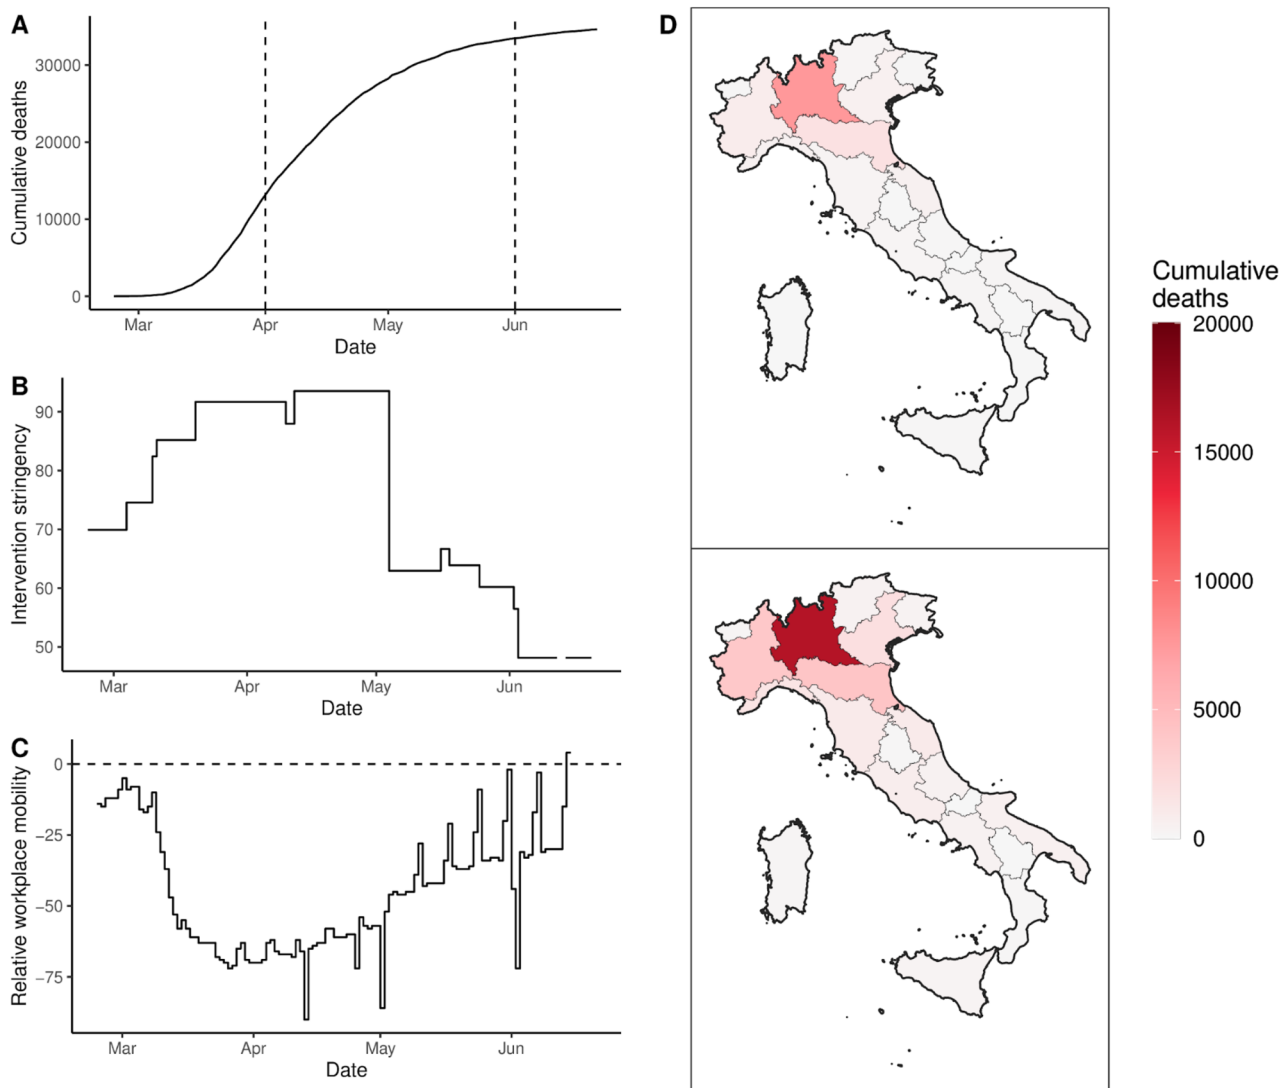 A
Cumulative deaths
30000
20000
10000
0
Mar Apr May Jun
Date
B
Intervention stringency
90
80
70
60
50
Mar Apr May Jun
Date
C
Relative workplace mobility
0
−25
−50
−75
Mar Apr May Jun
Date
D
Cumulative
deaths
20000
15000
10000
5000
0